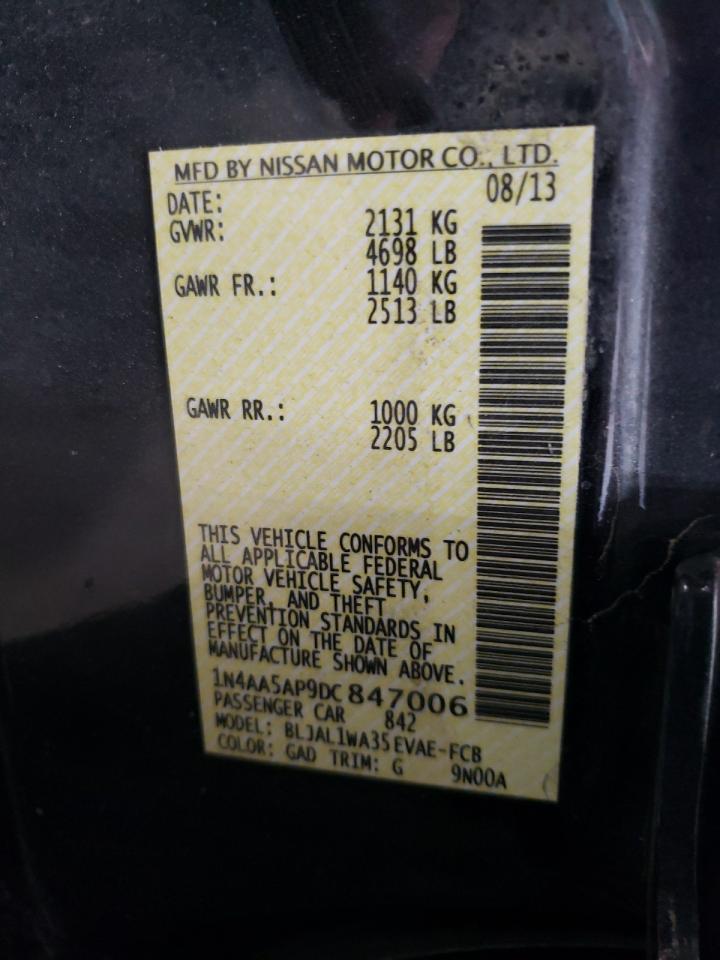 MFD BY NISSAN MOTOR CO., LTD.
DATE: 08/13
GVWR: 2131 KG
4698 LB
GAWR FR.: 1140 KG
2513 LB
GAWR RR.: 1000 KG
2205 LB
THIS VEHICLE CONFORMS TO
ALL APPLICABLE FEDERAL
MOTOR VEHICLE SAFETY,
BUMPER, AND THEFT
PREVENTION STANDARDS IN
EFFECT ON THE DATE OF
MANUFACTURE SHOWN ABOVE.
1N4AA5AP9DC847006
PASSENGER CAR 842
MODEL: BLJAL1WA35EVAE-FCB
COLOR: GAD TRIM: G 9N00A